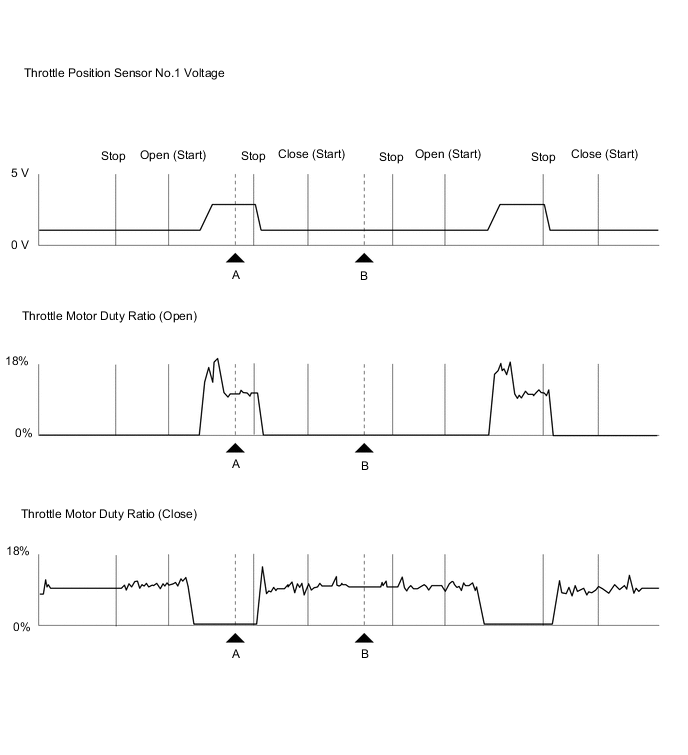 Throttle Position Sensor No.1 Voltage
Stop Open (Start) Stop Close (Start) Stop Open (Start) Stop Close (Start)
5 V
0 V
A B
Throttle Motor Duty Ratio (Open)
18%
0%
A B
Throttle Motor Duty Ratio (Close)
18%
0%
A B